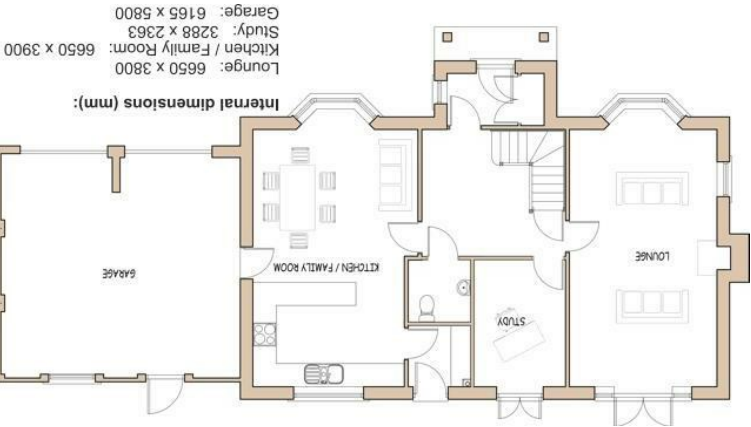 STUDY
LOUNGE
KITCHEN / FAMILY ROOM
GARAGE
Internal dimensions (mm):
Lounge: 6650 x 3800
Kitchen / Family Room: 6650 x 3900
Study: 3288 x 2363
Garage: 6165 x 5800